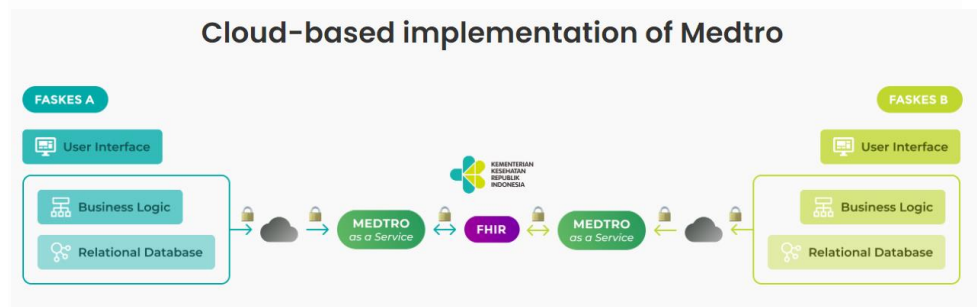 Cloud-based implementation of Medtro
FASKES A
FASKES B
User Interface
User Interface
KEMENTERIAN
KESEHATAN
REPUBLIK
INDONESIA
Business Logic
Relational Database
MEDTRO
as a Service
FHIR
MEDTRO
as a Service
Business Logic
Relational Database